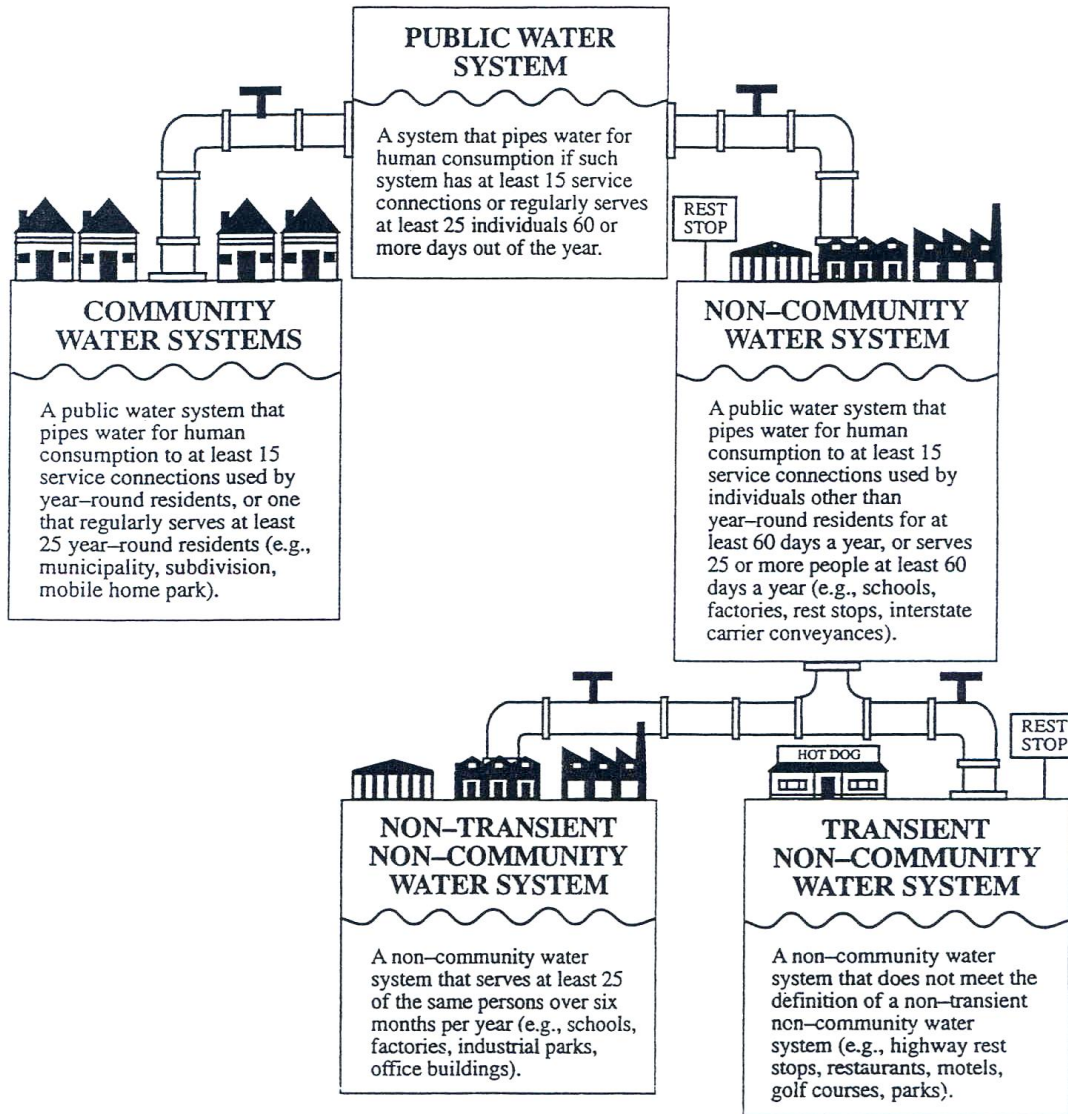 PUBLIC WATER
SYSTEM
A system that pipes water for
human consumption if such
system has at least 15 service
connections or regularly serves
at least 25 individuals 60 or
more days out of the year.
COMMUNITY
WATER SYSTEMS
A public water system that
pipes water for human
consumption to at least 15
service connections used by
year–round residents, or one
that regularly serves at least
25 year–round residents (e.g.,
municipality, subdivision,
mobile home park).
REST
STOP
NON–COMMUNITY
WATER SYSTEM
A public water system that
pipes water for human
consumption to at least 15
service connections used by
individuals other than
year–round residents for at
least 60 days a year, or serves
25 or more people at least 60
days a year (e.g., schools,
factories, rest stops, interstate
carrier conveyances).
NON–TRANSIENT
NON–COMMUNITY
WATER SYSTEM
A non–community water
system that serves at least 25
of the same persons over six
months per year (e.g., schools,
factories, industrial parks,
office buildings).
HOT DOG
REST
STOP
TRANSIENT
NON–COMMUNITY
WATER SYSTEM
A non–community water
system that does not meet the
definition of a non–transient
non–community water
system (e.g., highway rest
stops, restaurants, motels,
golf courses, parks).